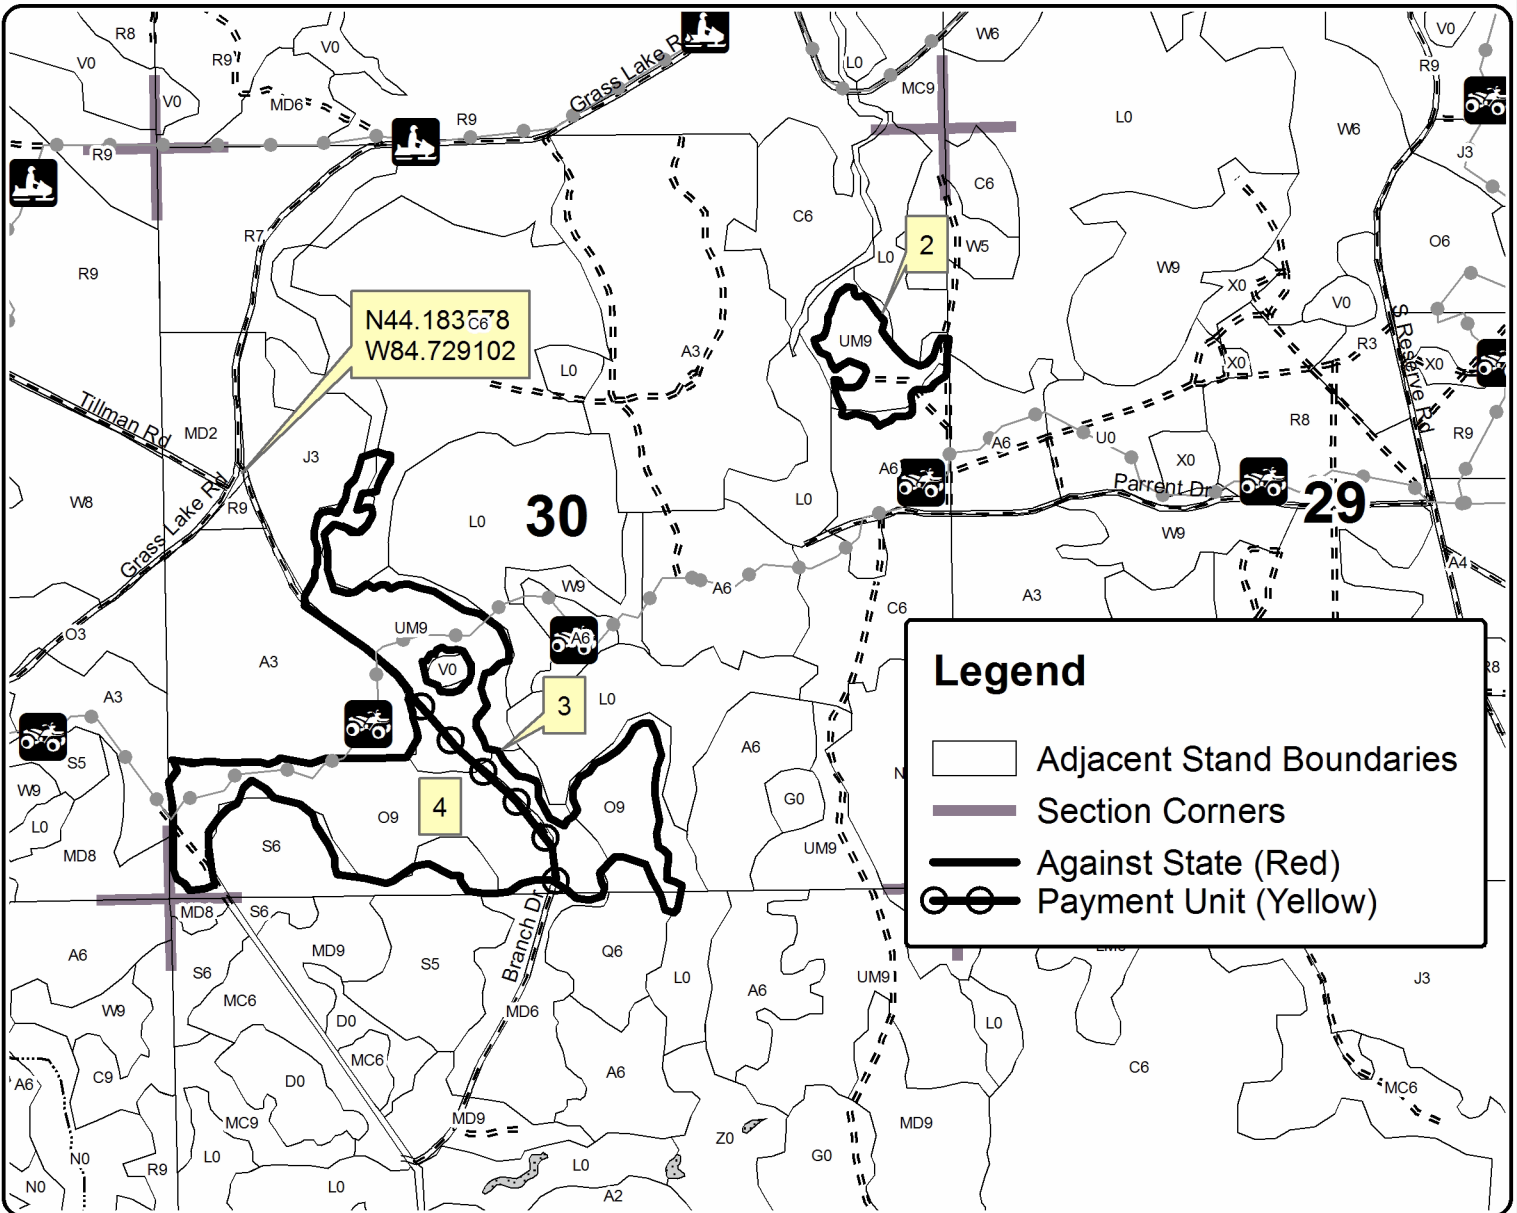 R8
V0
W6
V0
V0
R9
L0
R9
V0
MD6
MC9
Grass Lake Rd
L0
W6
R9
R9
J3
C6
C6
R7
2
W5
O6
R9
L0
W9
X0
V0
N44.183578
C6
W84.729102
UM9
S Reserve Rd
R3
A3
L0
X0
X0
Tillman Rd
MD2
R8
R9
J3
A6
U0
X0
A6
W8
Grass Lake Rd
R9
L0
30
L0
Parrent Dr
29
W9
A4
W9
A6
A3
C6
O3
UM9
A6
A3
V0
R8
A3
3
L0
Legend
S5
A6
Adjacent Stand Boundaries
W9
4
O9
O9
G0
N
Section Corners
L0
S6
MD8
UM9
Against State (Red)
Payment Unit (Yellow)
MD8
S6
Branch Dr
A6
MD9
S5
Q6
S6
L0
A6
UM9
J3
W9
MC6
D0
MD6
L0
MC6
A6
C9
D0
A6
C6
MC6
MC9
MD9
Z0
MD9
N0
R9
L0
L0
G0
N0
L0
A2